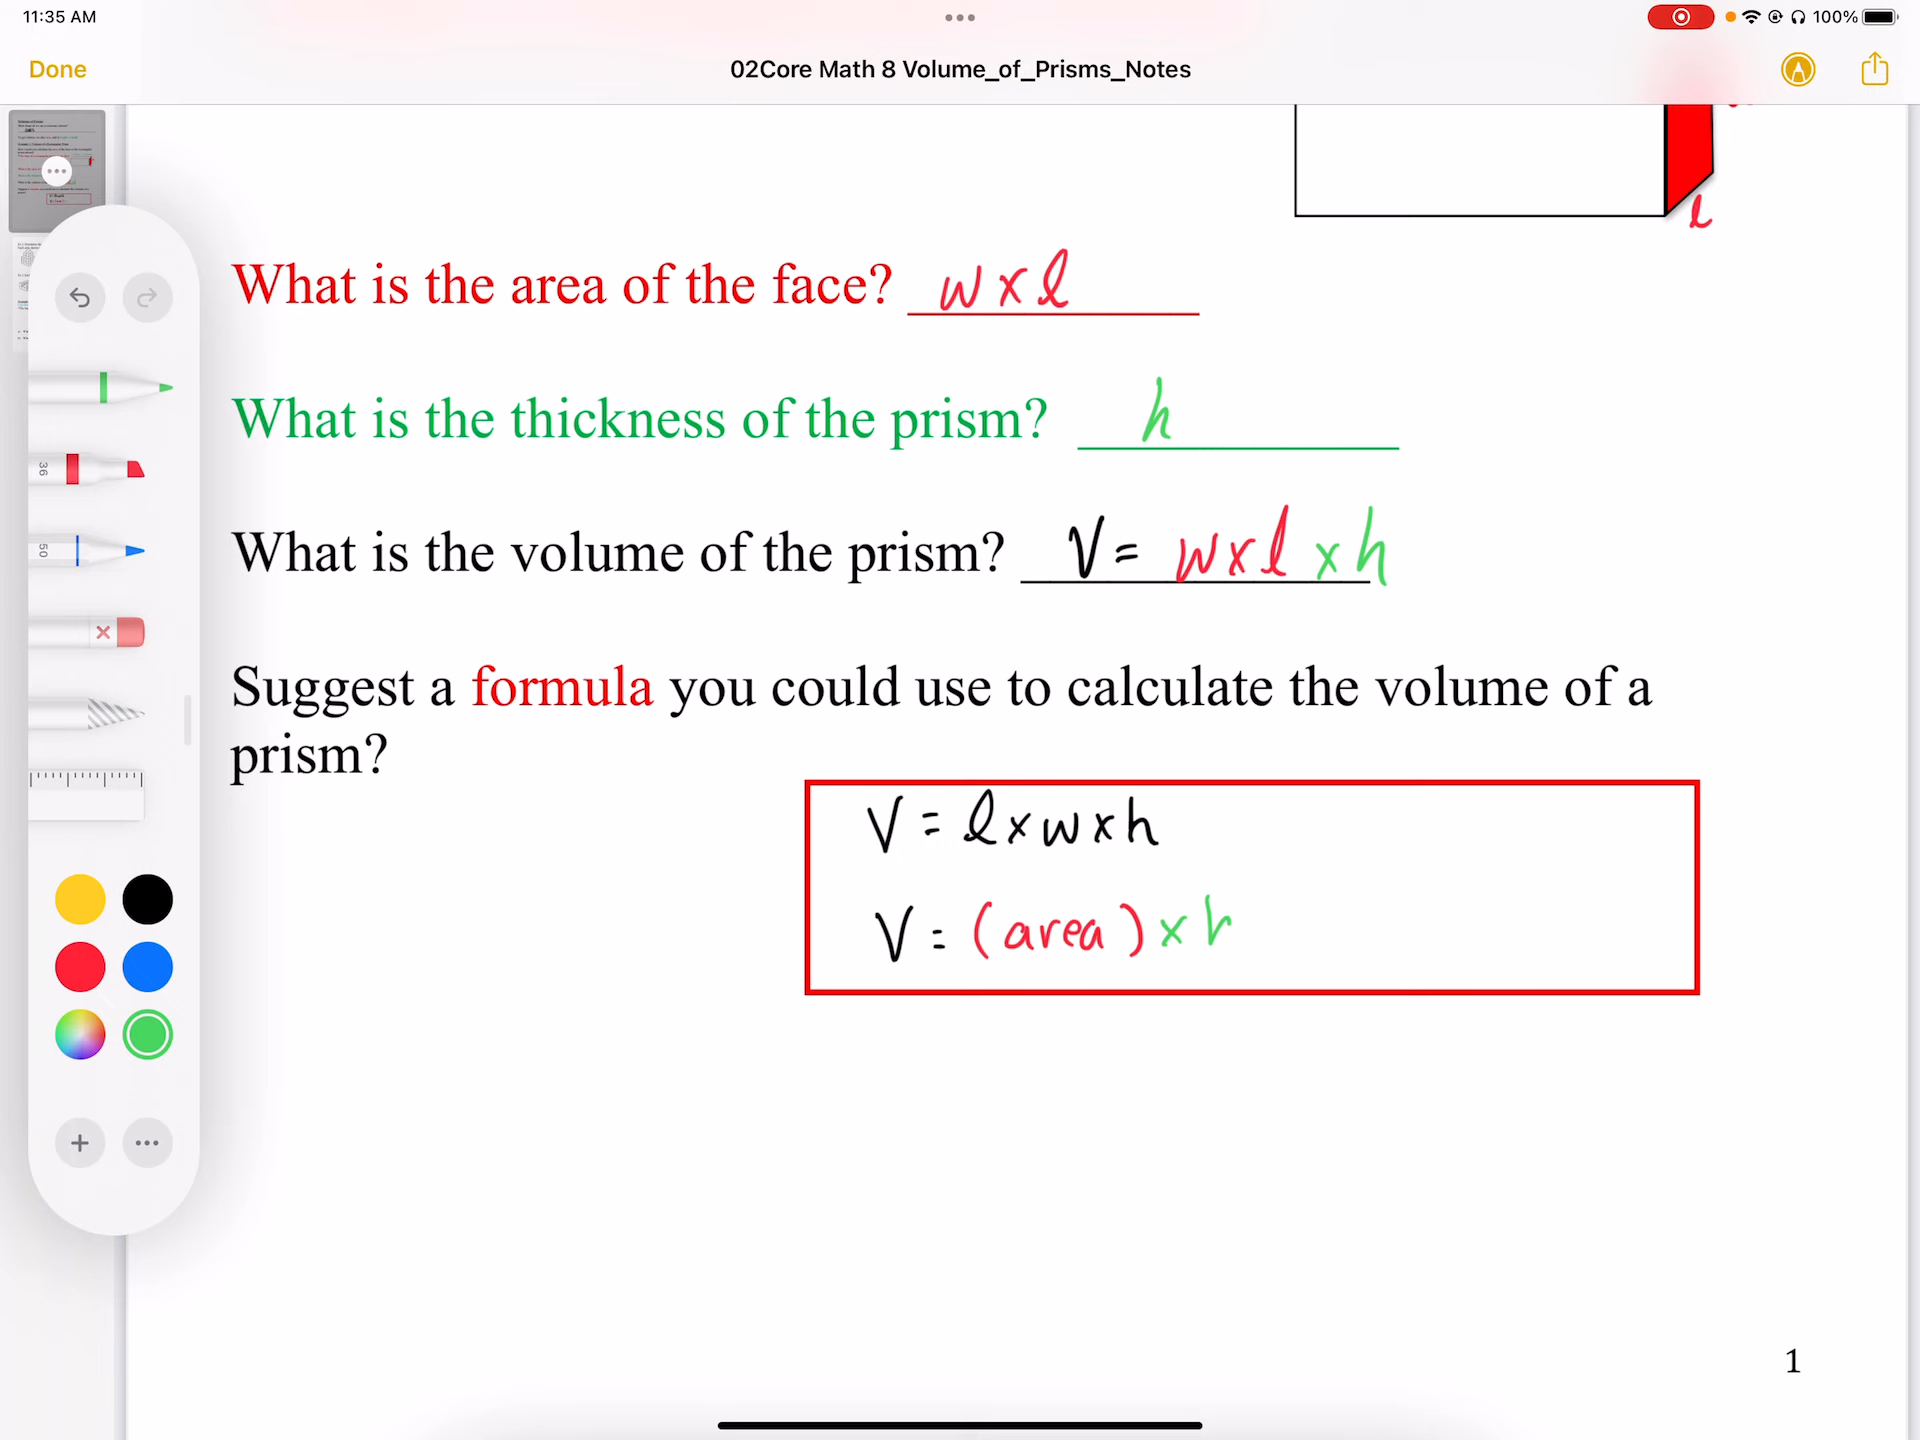 11:35 AM
100%
Done
02Core Math 8 Volume_of_Prisms_Notes
l
What is the area of the face? w x l
What is the thickness of the prism? h
What is the volume of the prism? V = w x l x h
Suggest a formula you could use to calculate the volume of a
prism?
V = l x w x h
V = (area) x h
36
50
1